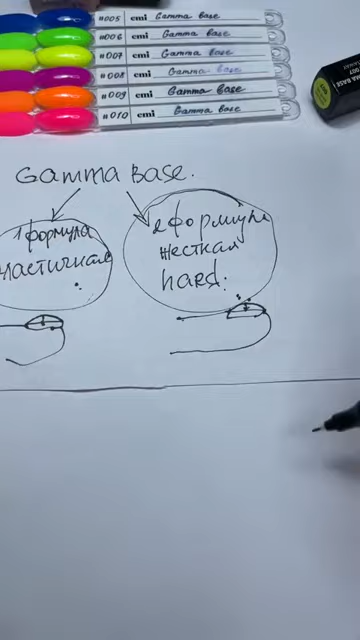 #005 cmi Gamma Base
#006 cmi Gamma Base
#007 cmi Gamma Base
#008 cmi Gamma Base
#009 cmi Gamma Base
#010 cmi Gamma Base
Gamma Base.
1 формула
эластичная
2 формула
жесткая
hard.